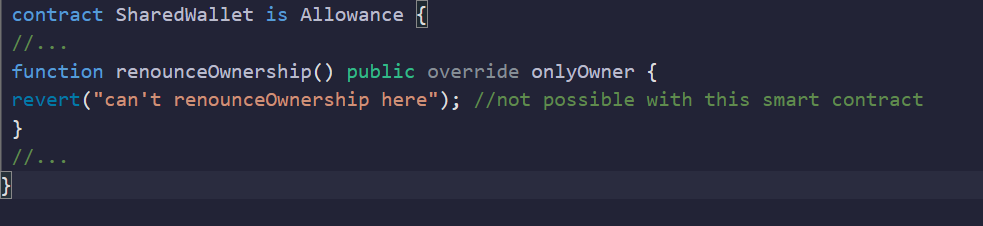 contract SharedWallet is Allowance {
//...
function renounceOwnership() public override onlyOwner {
revert("can't renounceOwnership here"); //not possible with this smart contract
}
//...
}